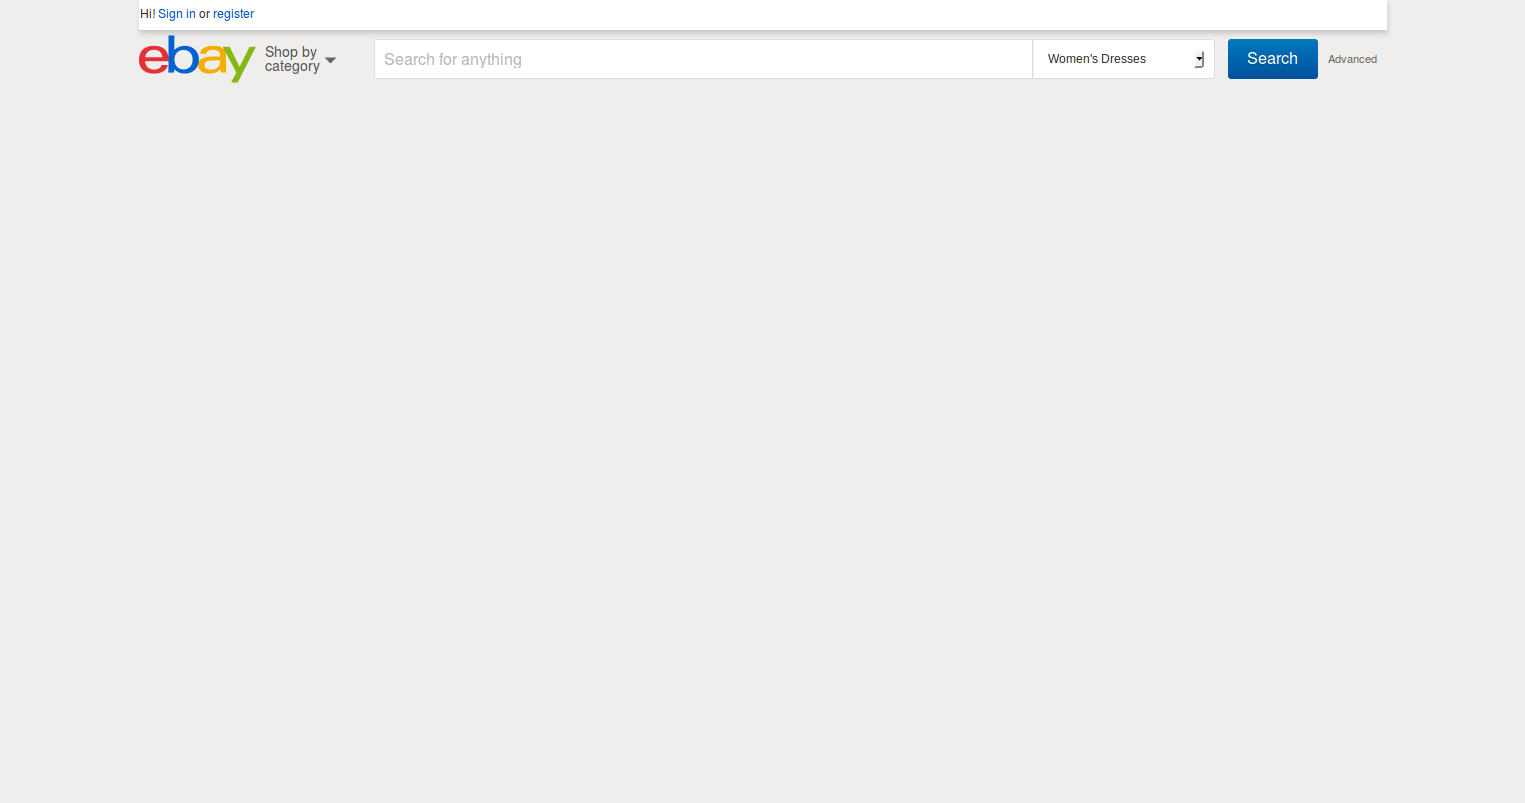 Hi! Sign in or register
ebay
Shop by
category
Search for anything
Women's Dresses
Search
Advanced